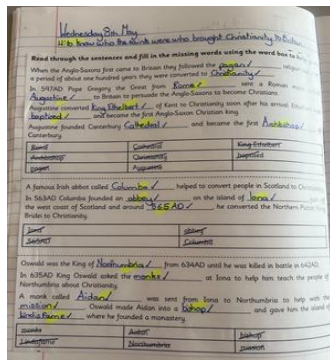 Wednesday 8th May
to know who the saints were who brought Christianity to Britain
Read through the sentences and fill in the missing words using the word box to
When the Anglo-Saxons first came to Britain they followed the pagan religion
a period of about one hundred years they were converted to Christianity
In 597AD Pope Gregory the Great from Rome sent a Roman
Augustine to Britain to persuade the Anglo-Saxons to become Christians.
Augustine converted King Ethelbert of Kent to Christianity soon after his arrival.
baptised and became the first Anglo-Saxon Christian king.
Augustine founded Canterbury Cathedral and became the first Archbishop
Canterbury.
Rome Cathedral King Ethelbert
Archbishop Christianity baptised
pagan Augustine
A famous Irish abbot called Columba helped to convert people in Scotland to
In 563AD Columba founded an abbey on the island of Iona
the west coast of Scotland and around 565AD he converted the Northern
Brides to Christianity.
Iona abbey
565AD Columba
Oswald was the King of Northumbria from 634AD until he was killed in battle in 642AD.
In 635AD King Oswald asked the monks at Iona to help him teach the people of
Northumbria about Christianity.
A monk called Aidan was sent from Iona to Northumbria to help with the
mission Oswald made Aidan into a bishop and gave him the island of
Lindisfarne where he founded a monastery.
monks Aidan bishop
Lindisfarne Northumbria mission